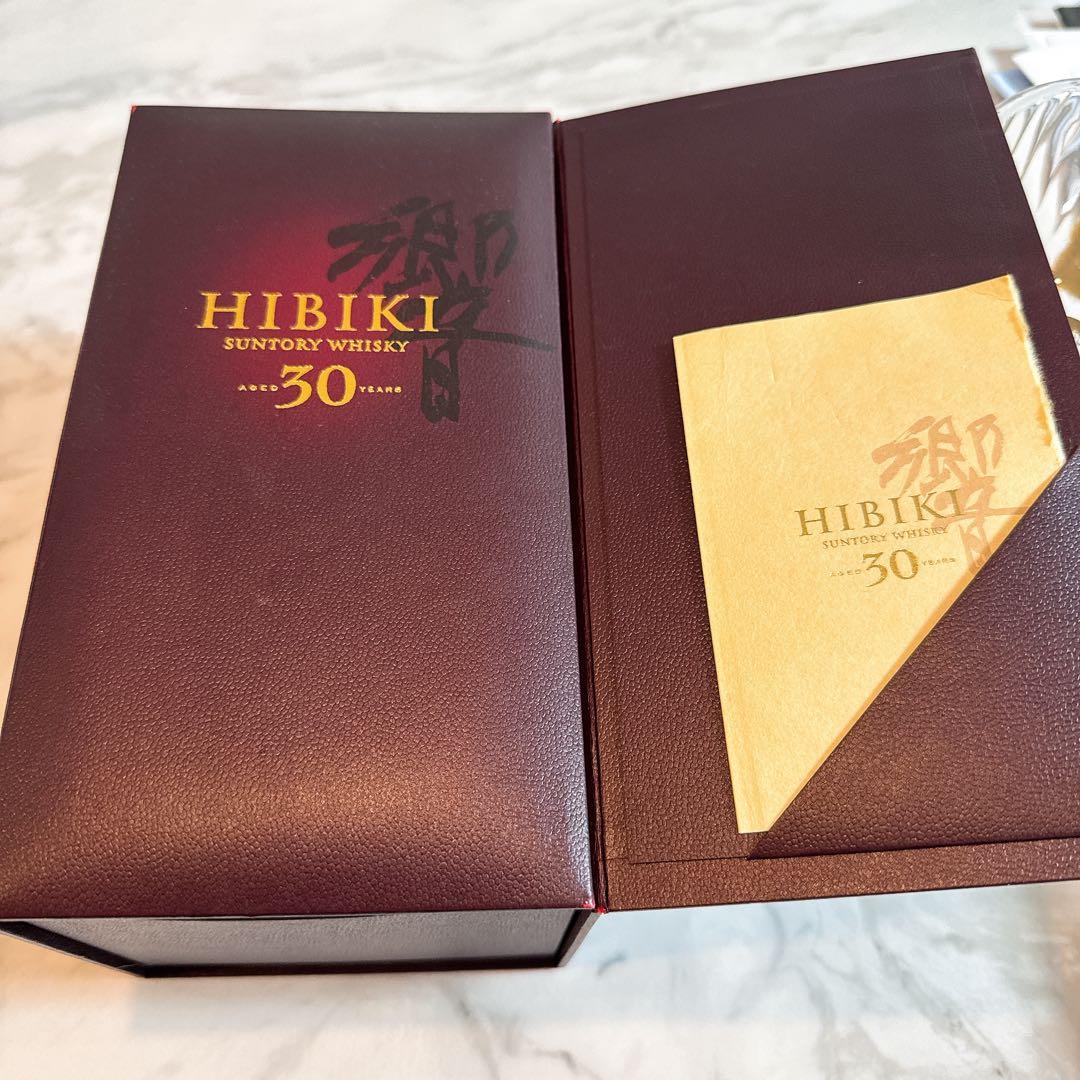 響
HIBIKI
SUNTORY WHISKY
AGED 30 YEARS
響
HIBIKI
SUNTORY WHISKY
AGED 30 YEARS